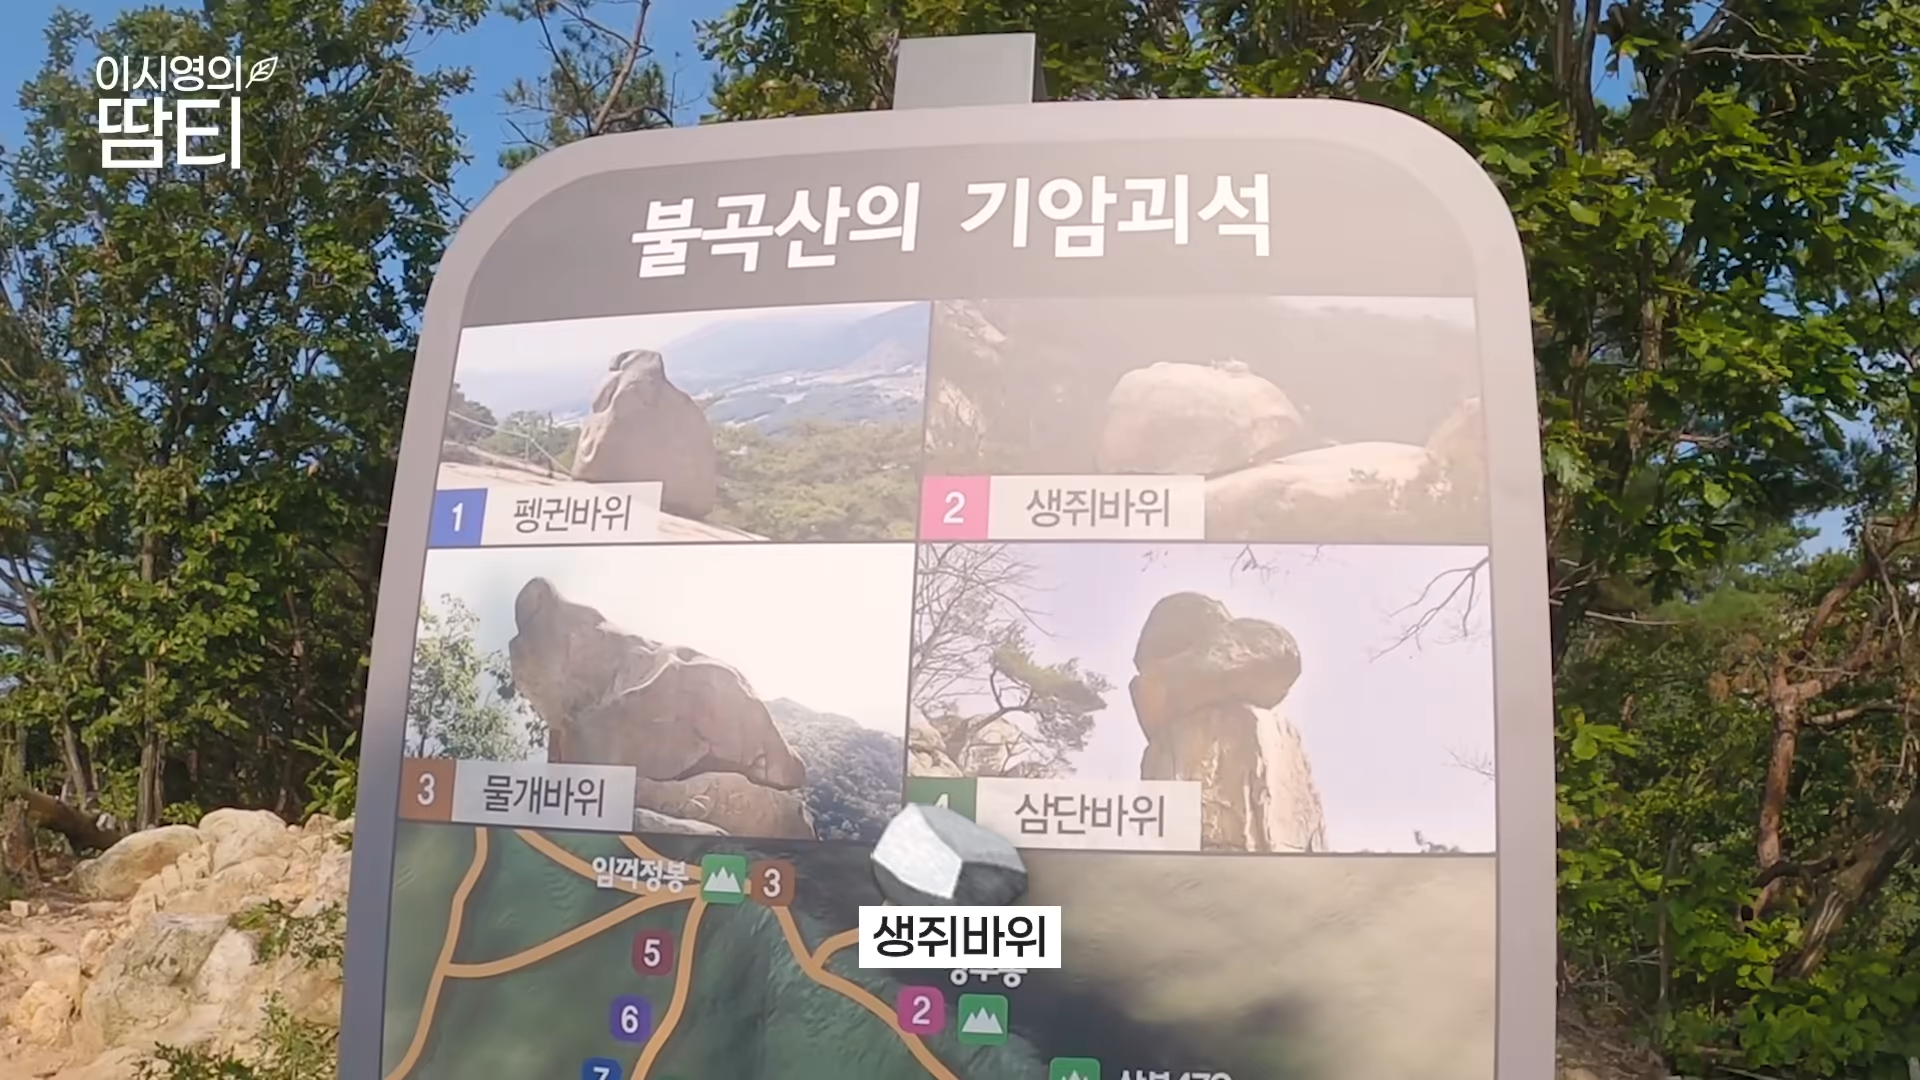 이시영의
땀티
불곡산의 기암괴석
1 펭귄바위
2 생쥐바위
3 물개바위
4 삼단바위
임꺽정봉
3
5
생쥐바위
2
6
7